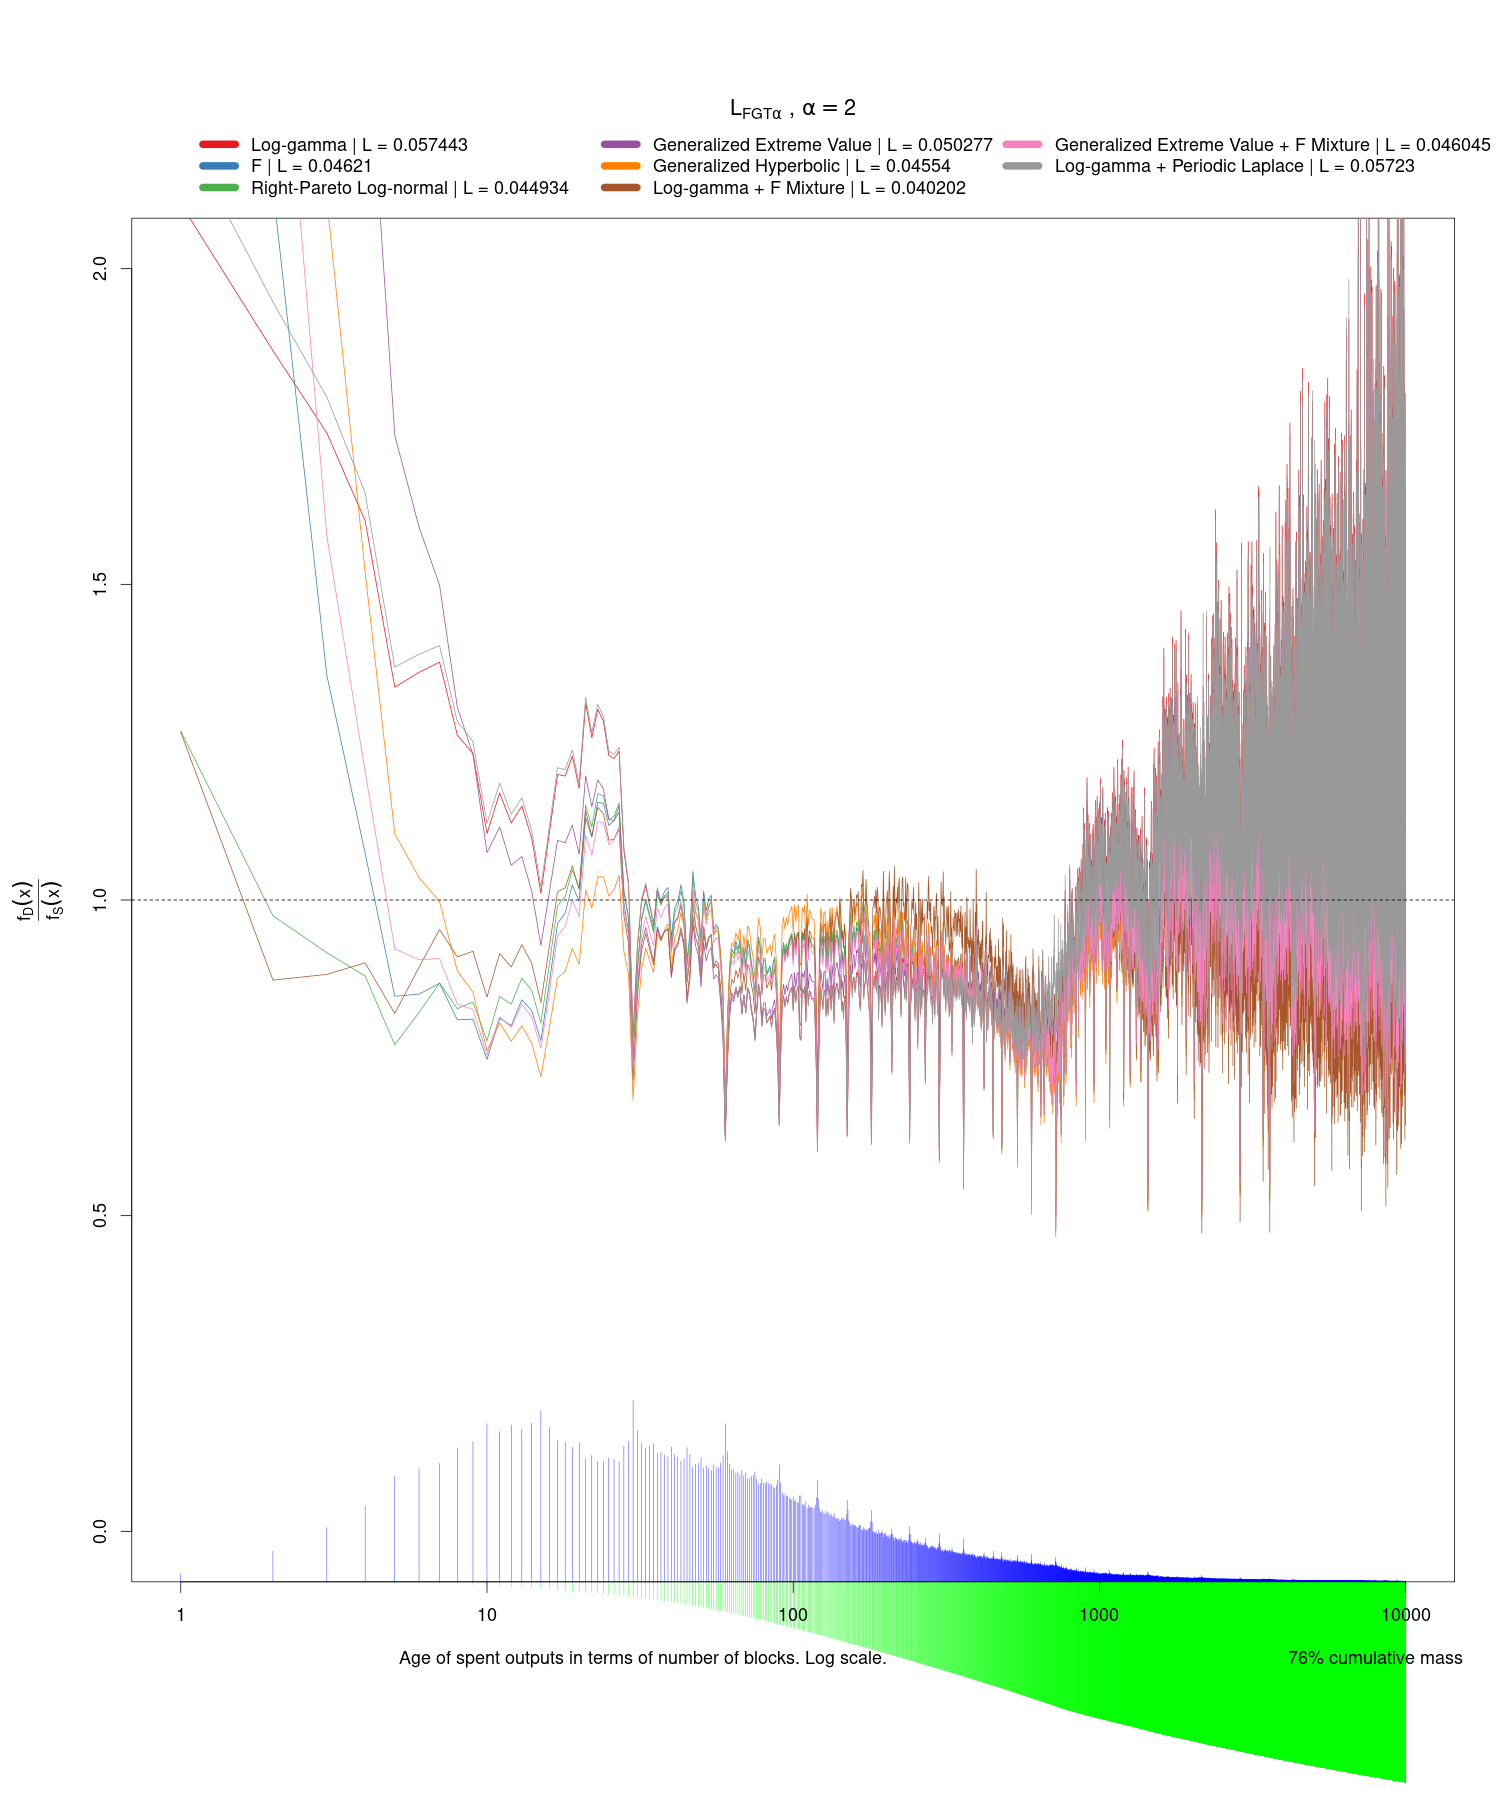 L_FGTα , α = 2
Log-gamma | L = 0.057443
F | L = 0.04621
Right-Pareto Log-normal | L = 0.044934
Generalized Extreme Value | L = 0.050277
Generalized Hyperbolic | L = 0.04554
Log-gamma + F Mixture | L = 0.040202
Generalized Extreme Value + F Mixture | L = 0.046045
Log-gamma + Periodic Laplace | L = 0.05723
2.0
1.5
1.0
0.5
0.0
f_D(x)
f_S(x)
1
10
100
1000
10000
Age of spent outputs in terms of number of blocks. Log scale.
76% cumulative mass